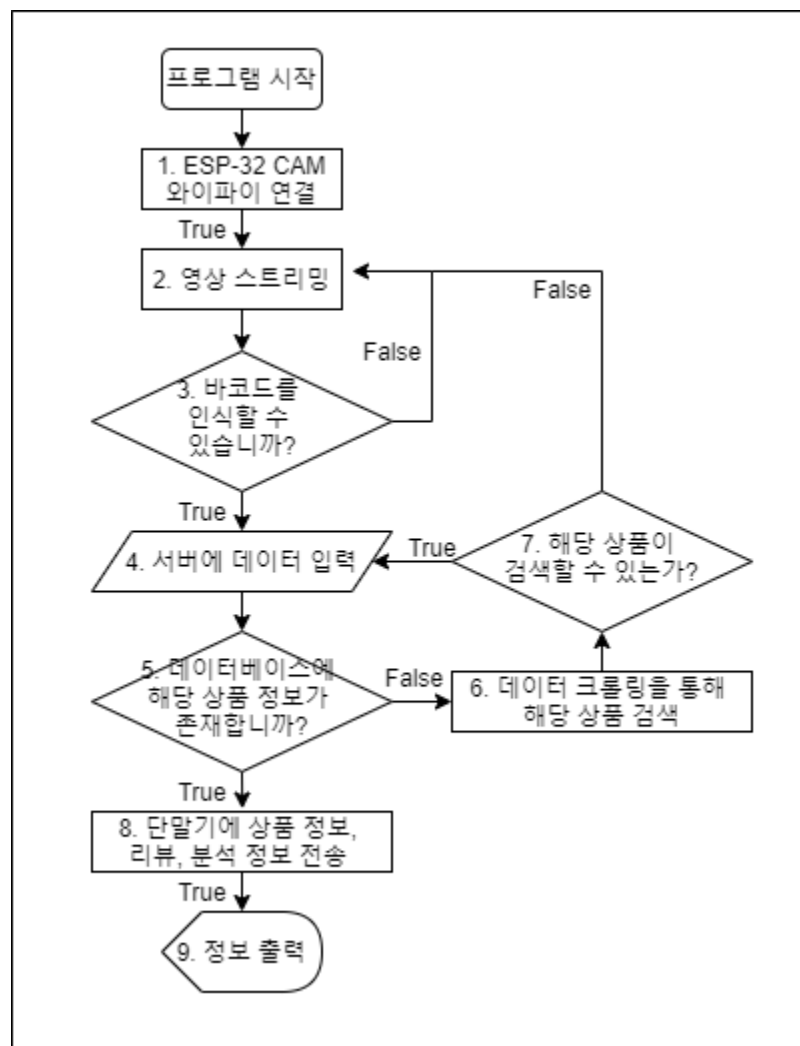 프로그램 시작
1. ESP-32 CAM
와이파이 연결
True
2. 영상 스트리밍
False
False
3. 바코드를
인식할 수
있습니까?
True
4. 서버에 데이터 입력
True
7. 해당 상품이
검색할 수 있는가?
5. 데이터베이스에
해당 상품 정보가
존재합니까?
False
6. 데이터 크롤링을 통해
해당 상품 검색
True
8. 단말기에 상품 정보,
리뷰, 분석 정보 전송
True
9. 정보 출력